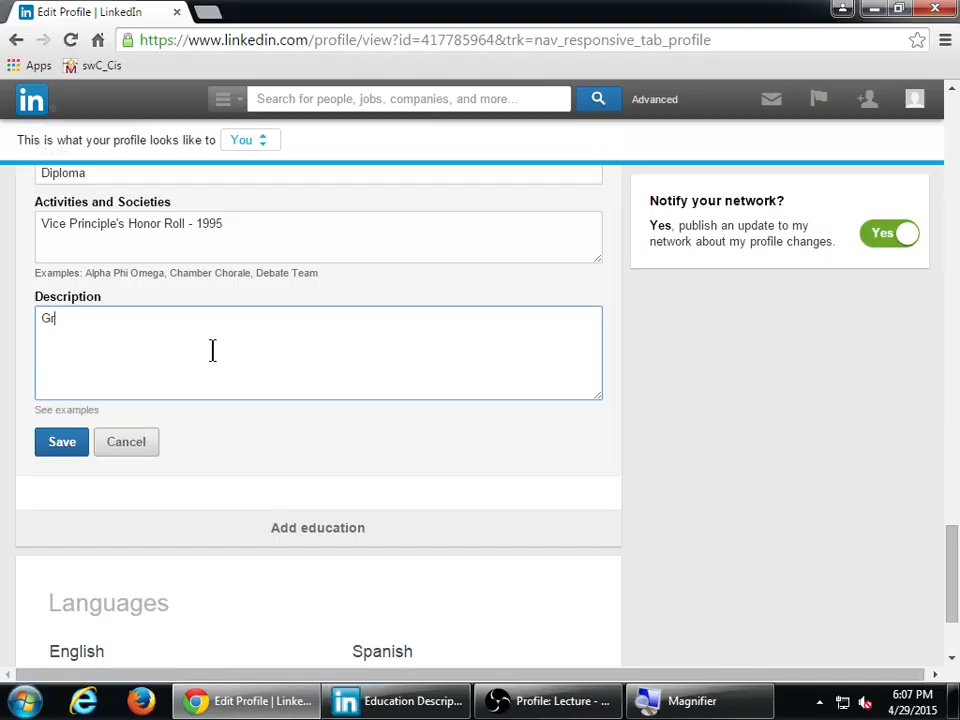 Edit Profile | LinkedIn
https://www.linkedin.com/profile/view?id=417785964&trk=nav_responsive_tab_profile
Apps swC_Cis
in Search for people, jobs, companies, and more... Advanced
This is what your profile looks like to You
Diploma
Activities and Societies
Vice Principle's Honor Roll - 1995
Examples: Alpha Phi Omega, Chamber Chorale, Debate Team
Description
Gr
See examples
Save Cancel
Add education
Languages
English Spanish
Notify your network?
Yes, publish an update to my
network about my profile changes.
Yes
Edit Profile | Linke... Education Descrip... Profile: Lecture - ... Magnifier
6:07 PM
4/29/2015